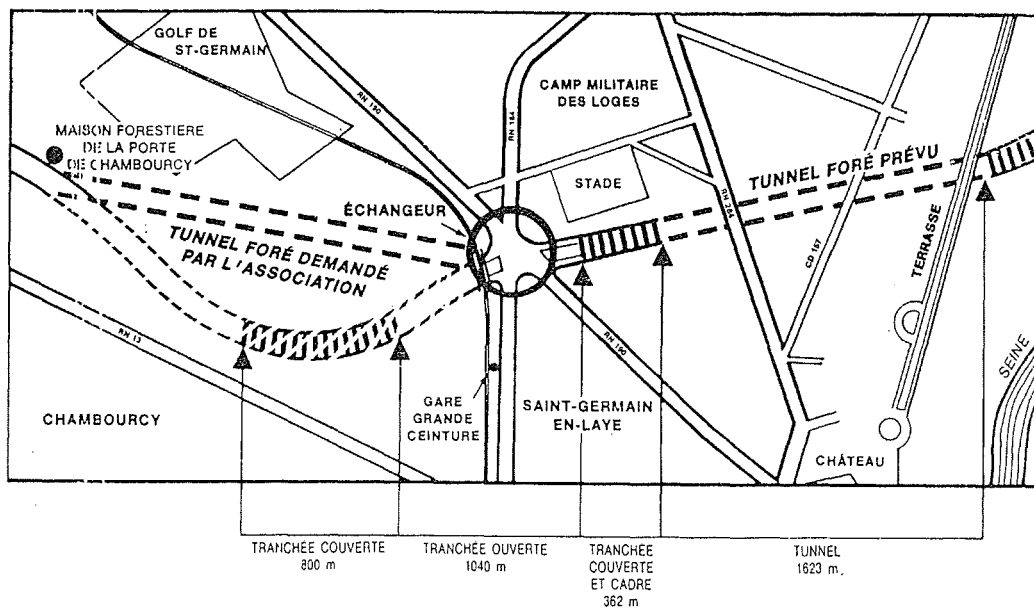 GOLF DE
ST-GERMAIN
RN 190
RN 184
CAMP MILITAIRE
DES LOGES
MAISON FORESTIERE
DE LA PORTE
DE CHAMBOURCY
ÉCHANGEUR
STADE
TUNNEL FORÉ PRÉVU
RN 284
CD 157
TERRASSE
TUNNEL FORÉ DEMANDÉ
PAR L'ASSOCIATION
RN 13
RN 190
SEINE
CHAMBOURCY
GARE
GRANDE
CEINTURE
SAINT-GERMAIN
EN-LAYE
CHÂTEAU
TRANCHÉE COUVERTE
800 m
TRANCHÉE OUVERTE
1040 m
TRANCHÉE
COUVERTE
ET CADRE
362 m
TUNNEL
1623 m